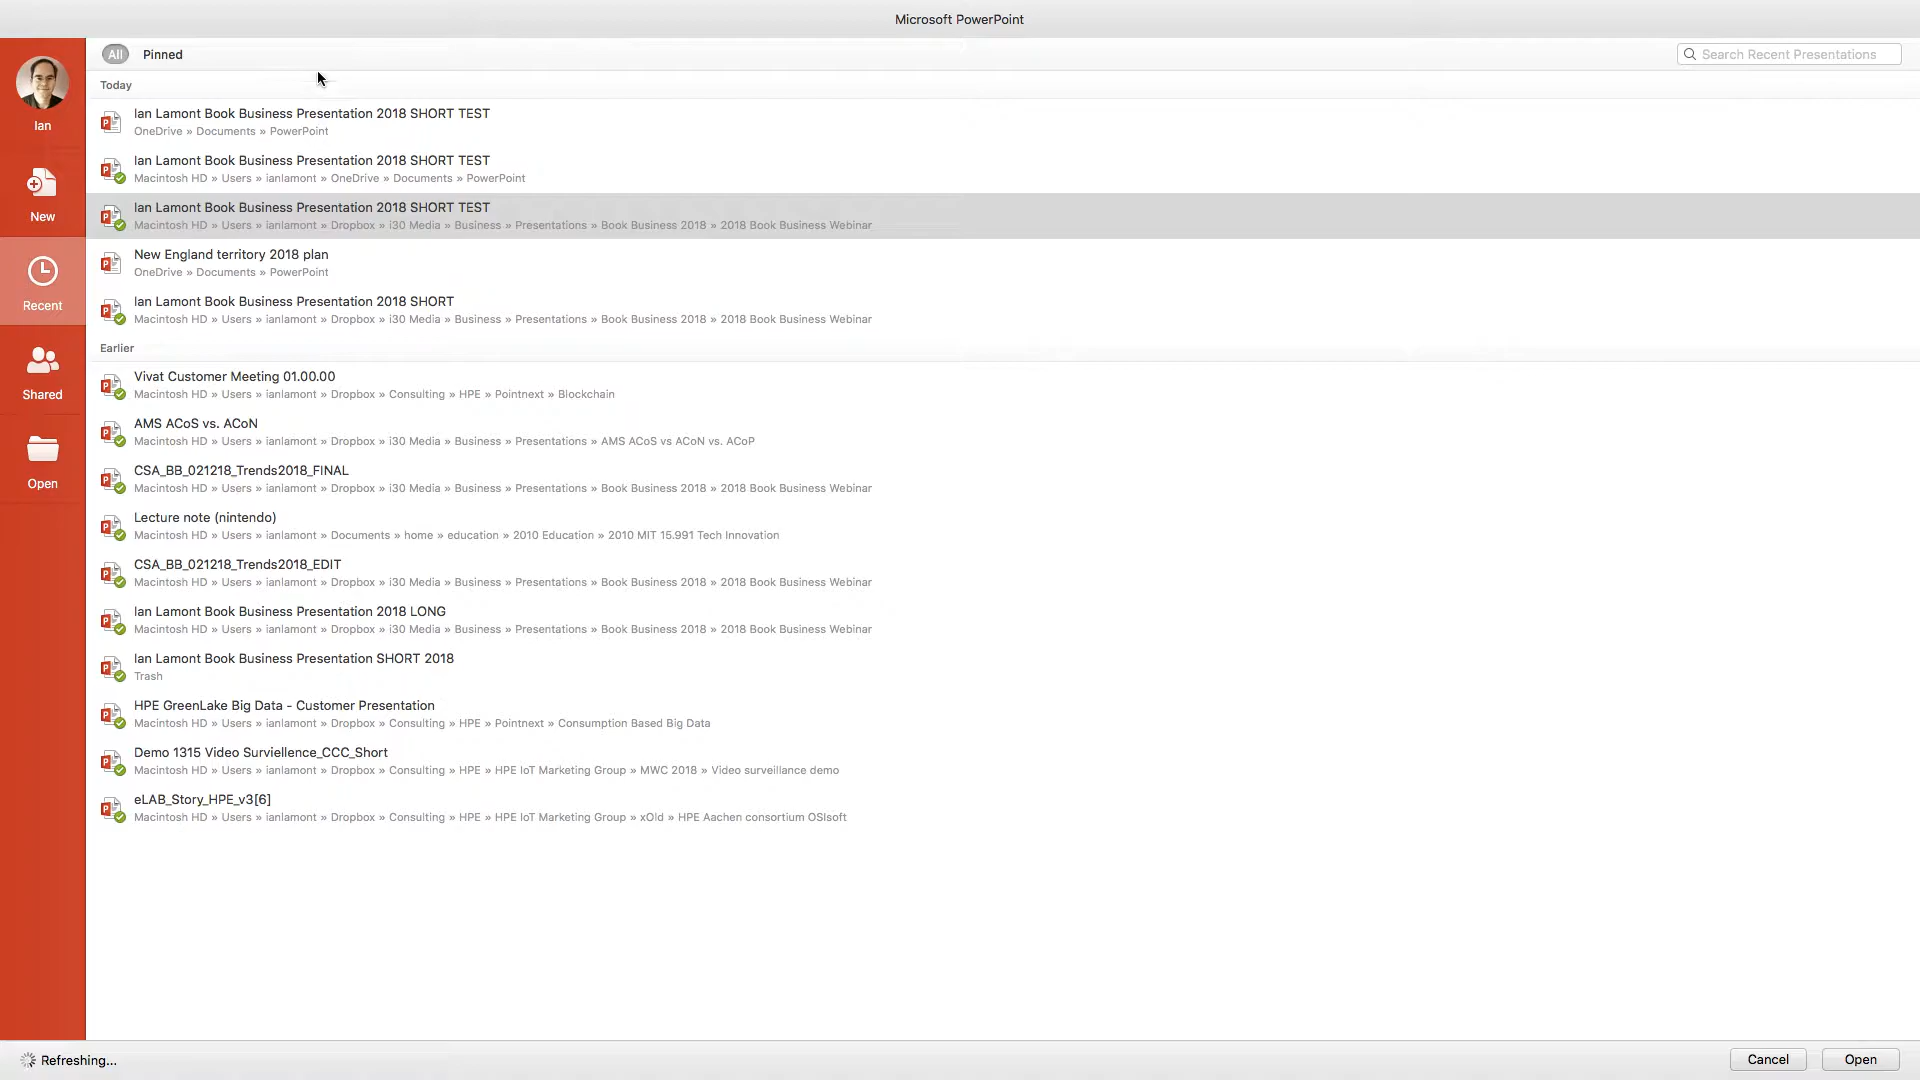 Microsoft PowerPoint
All
Pinned
Search Recent Presentations
Ian
New
Recent
Shared
Open
Today
Ian Lamont Book Business Presentation 2018 SHORT TEST
OneDrive » Documents » PowerPoint
Ian Lamont Book Business Presentation 2018 SHORT TEST
Macintosh HD » Users » ianlamont » OneDrive » Documents » PowerPoint
Ian Lamont Book Business Presentation 2018 SHORT TEST
Macintosh HD » Users » ianlamont » Dropbox » i30 Media » Business » Presentations » Book Business 2018 » 2018 Book Business Webinar
New England territory 2018 plan
OneDrive » Documents » PowerPoint
Ian Lamont Book Business Presentation 2018 SHORT
Macintosh HD » Users » ianlamont » Dropbox » i30 Media » Business » Presentations » Book Business 2018 » 2018 Book Business Webinar
Earlier
Vivat Customer Meeting 01.00.00
Macintosh HD » Users » ianlamont » Dropbox » Consulting » HPE » Pointnext » Blockchain
AMS ACoS vs. ACoN
Macintosh HD » Users » ianlamont » Dropbox » i30 Media » Business » Presentations » AMS ACoS vs ACoN vs. ACoP
CSA_BB_021218_Trends2018_FINAL
Macintosh HD » Users » ianlamont » Dropbox » i30 Media » Business » Presentations » Book Business 2018 » 2018 Book Business Webinar
Lecture note (nintendo)
Macintosh HD » Users » ianlamont » Documents » home » education » 2010 Education » 2010 MIT 15.991 Tech Innovation
CSA_BB_021218_Trends2018_EDIT
Macintosh HD » Users » ianlamont » Dropbox » i30 Media » Business » Presentations » Book Business 2018 » 2018 Book Business Webinar
Ian Lamont Book Business Presentation 2018 LONG
Macintosh HD » Users » ianlamont » Dropbox » i30 Media » Business » Presentations » Book Business 2018 » 2018 Book Business Webinar
Ian Lamont Book Business Presentation SHORT 2018
Trash
HPE GreenLake Big Data - Customer Presentation
Macintosh HD » Users » ianlamont » Dropbox » Consulting » HPE » Pointnext » Consumption Based Big Data
Demo 1315 Video Surviellence_CCC_Short
Macintosh HD » Users » ianlamont » Dropbox » Consulting » HPE » HPE IoT Marketing Group » MWC 2018 » Video surveillance demo
eLAB_Story_HPE_v3[6]
Macintosh HD » Users » ianlamont » Dropbox » Consulting » HPE » HPE IoT Marketing Group » xOld » HPE Aachen consortium OSIsoft
Refreshing...
Cancel
Open